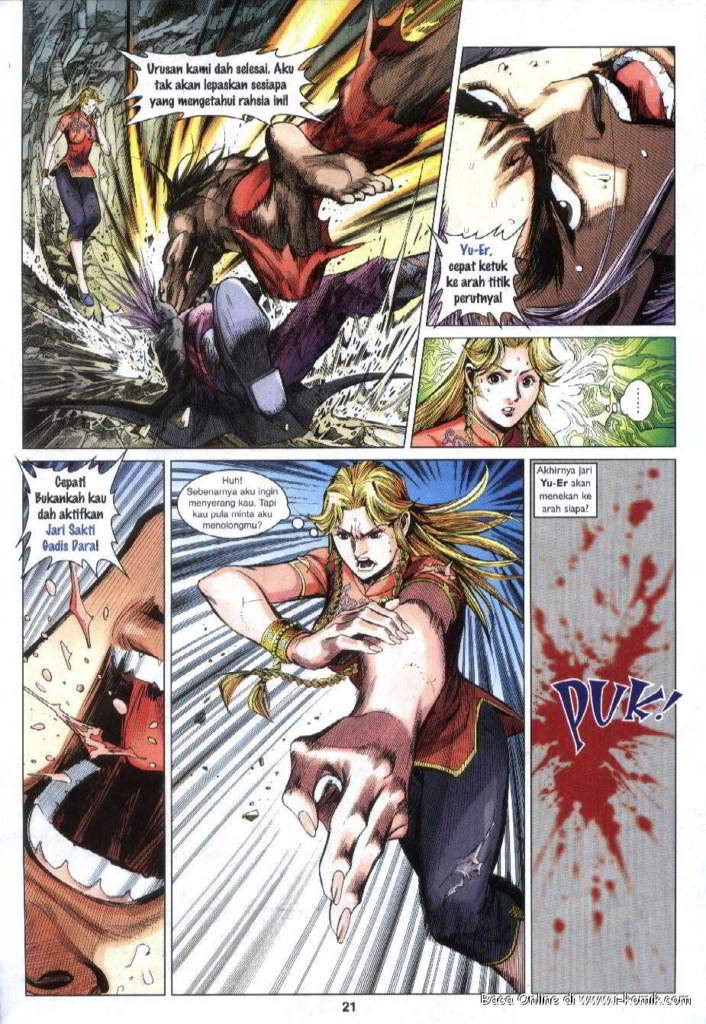 Urusan kami dah selesai. Aku
tak akan lepaskan sesiapa
yang mengetahui rahsia ini!
Yu-Er,
cepat ketuk
ke arah titik
perutnya!
......
Cepat!
Bukankah kau
dah aktifkan
Jari Sakti
Gadis Dara!
Huh!
Sebenarnya aku ingin
menyerang kau. Tapi
kau pula minta aku
menolongmu?
Akhirnya jari
Yu-Er akan
menekan ke
arah siapa?
PUK!
21
Baca Online di www.i-komik.com